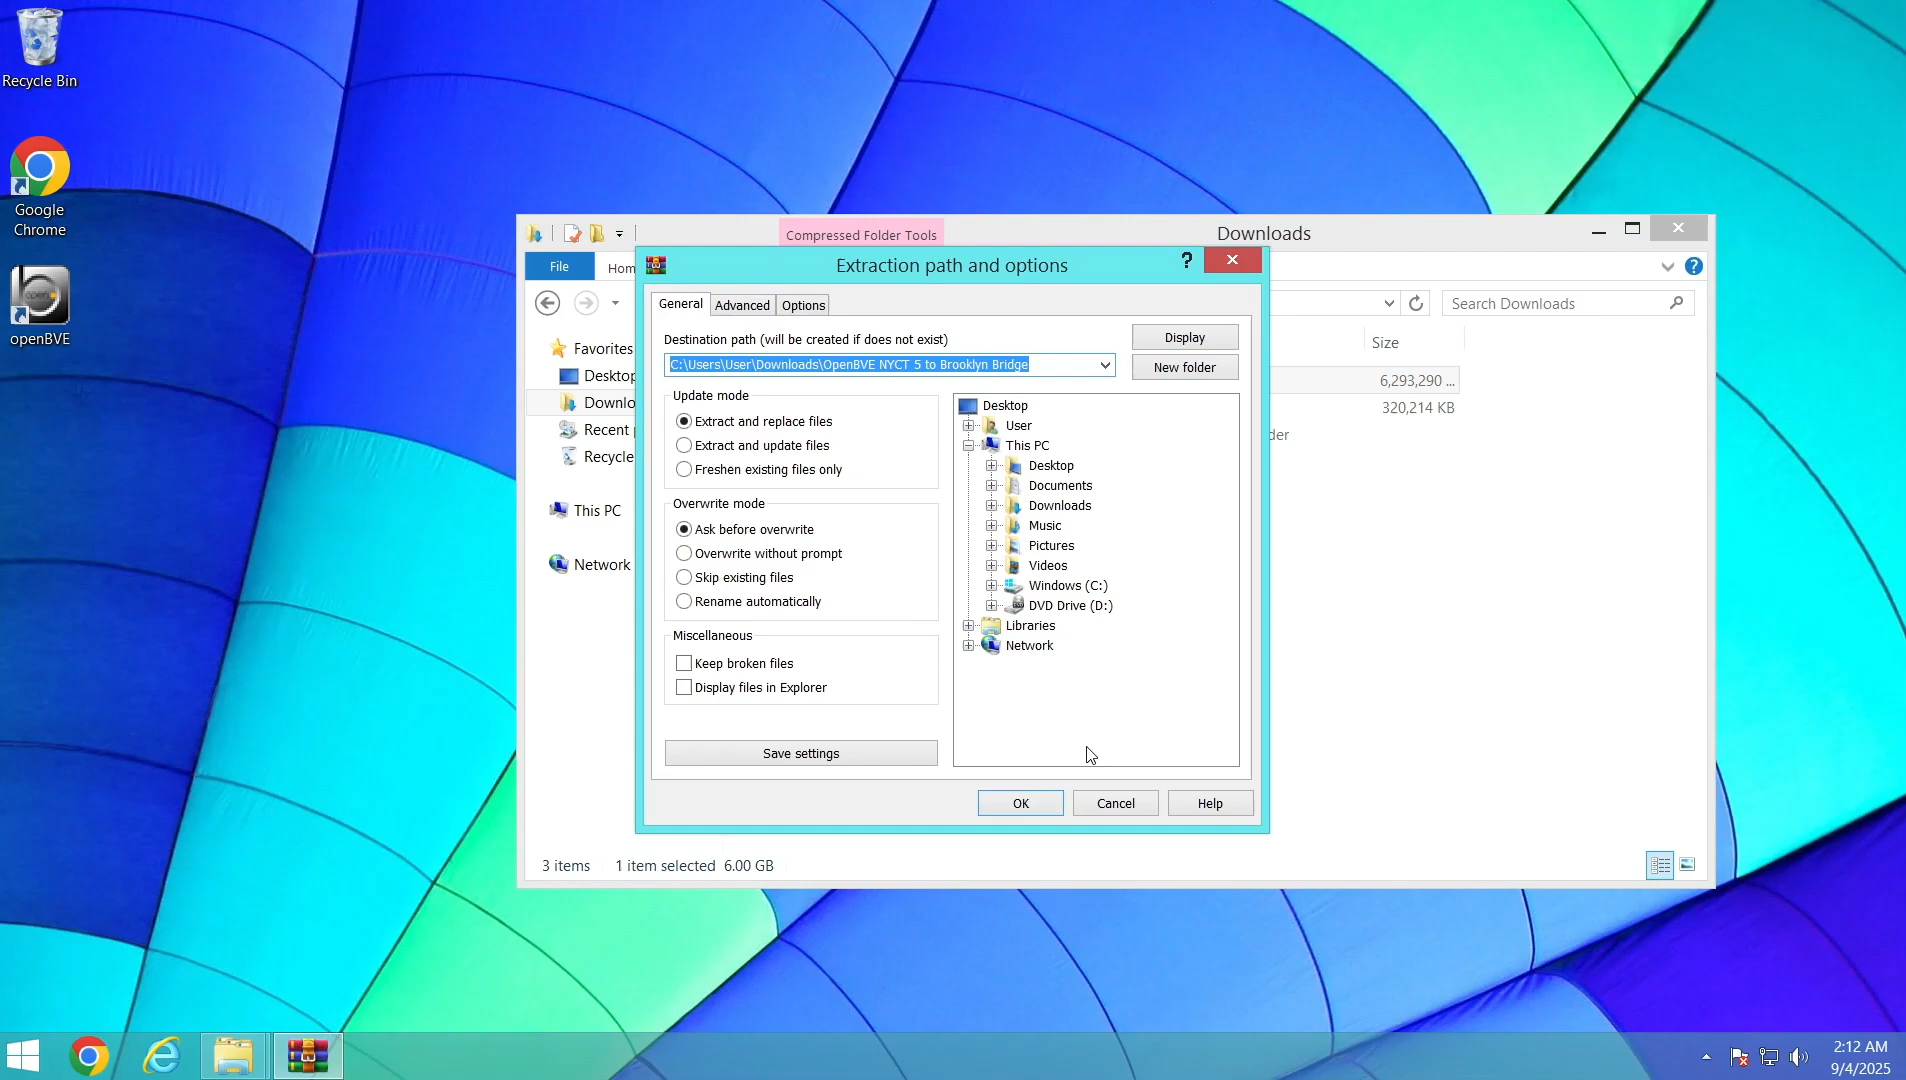 Recycle Bin
Google
Chrome
openBVE
Compressed Folder Tools
Downloads
File
Hom
Search Downloads
Favorites
Desktop
Downlo
Recent
Recycle
This PC
Network
Size
6,293,290 ...
320,214 KB
der
3 items 1 item selected 6.00 GB
Extraction path and options
?
General Advanced Options
Destination path (will be created if does not exist)
C:\Users\User\Downloads\OpenBVE NYCT 5 to Brooklyn Bridge
Display
New folder
Update mode
Extract and replace files
Extract and update files
Freshen existing files only
Overwrite mode
Ask before overwrite
Overwrite without prompt
Skip existing files
Rename automatically
Miscellaneous
Keep broken files
Display files in Explorer
Save settings
Desktop
User
This PC
Desktop
Documents
Downloads
Music
Pictures
Videos
Windows (C:)
DVD Drive (D:)
Libraries
Network
OK Cancel Help
2:12 AM
9/4/2025